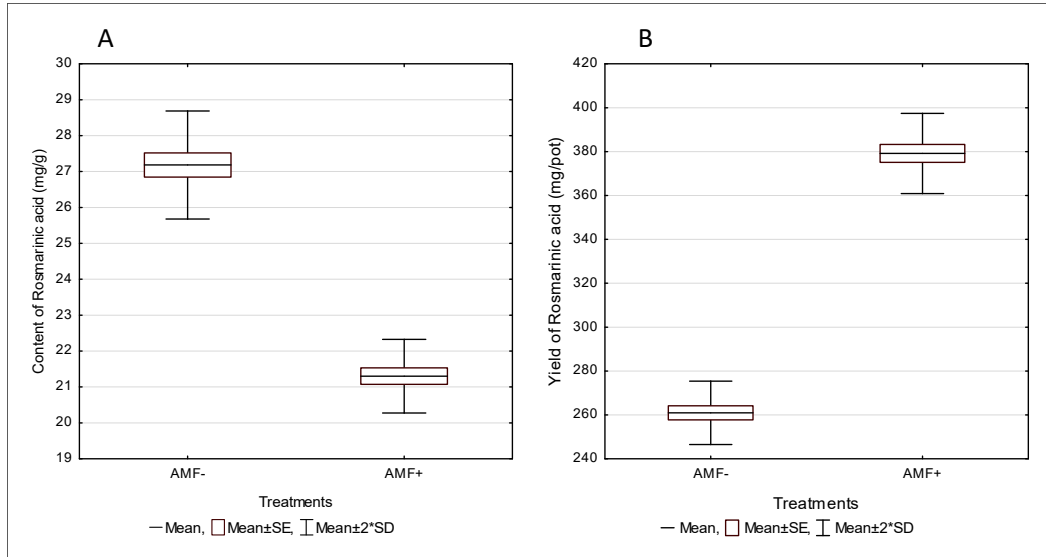 A
Content of Rosmarinic acid (mg/g)
30
29
28
27
26
25
24
23
22
21
20
19
AMF-
AMF+
Treatments
Mean, Mean±SE, Mean±2*SD
B
Yield of Rosmarinic acid (mg/pot)
420
400
380
360
340
320
300
280
260
240
AMF-
AMF+
Treatments
Mean, Mean±SE, Mean±2*SD